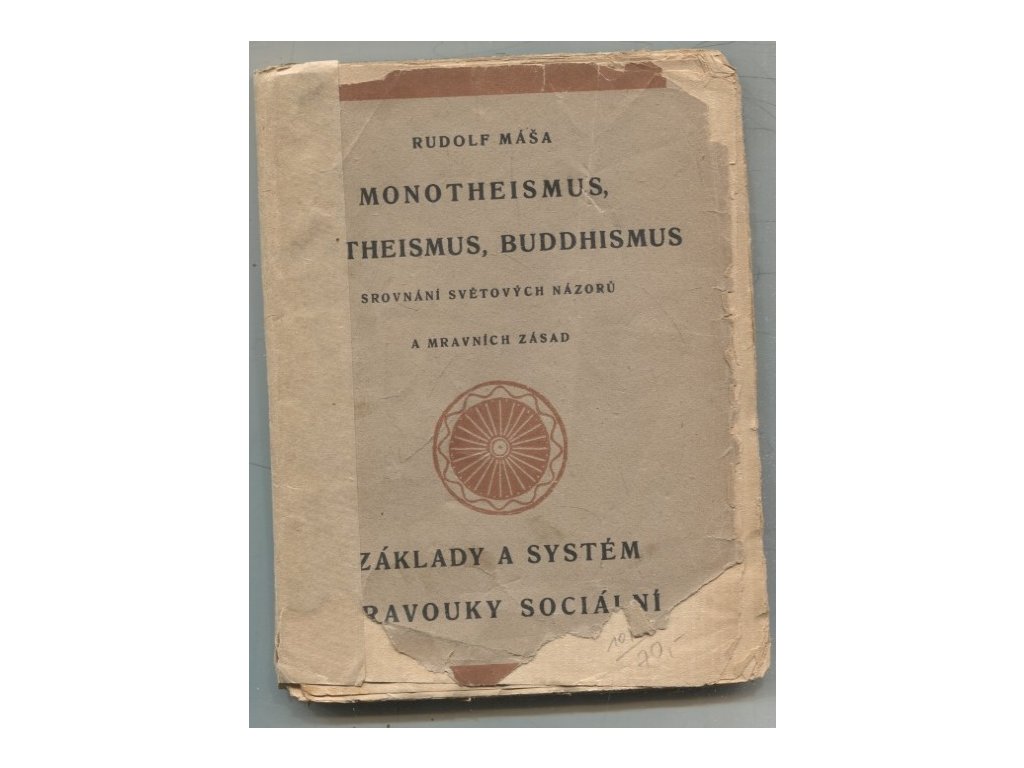 RUDOLF MÁŠA
MONOTHEISMUS,
THEISMUS, BUDDHISMUS
SROVNÁNÍ SVĚTOVÝCH NÁZORŮ
A MRAVNÍCH ZÁSAD
ZÁKLADY A SYSTÉM
RAVOUKY SOCIÁLNÍ